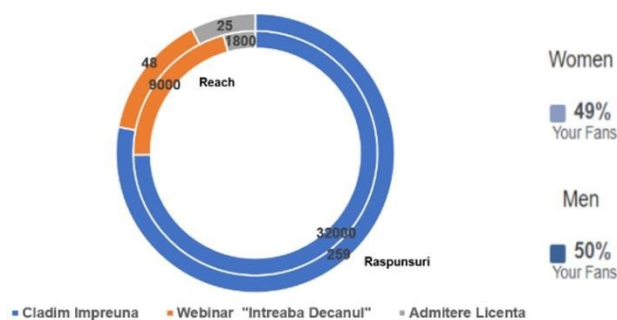 25
1800
48
9000
Reach
Women
49%
Your Fans
Men
50%
Your Fans
32000
259
Raspunsuri
Cladim Impreuna
Webinar "Intreaba Decanul"
Admitere Licenta